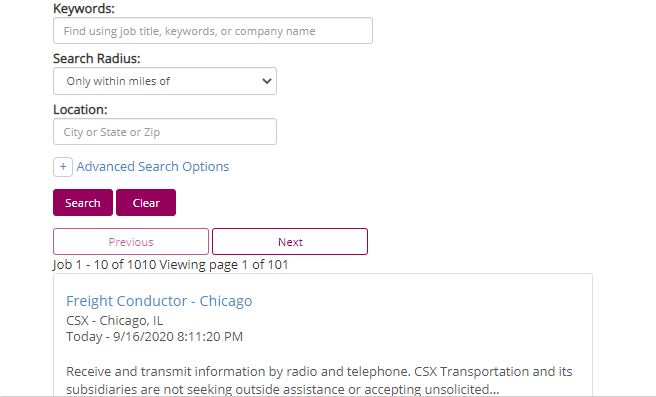 Keywords:
Find using job title, keywords, or company name
Search Radius:
Only within miles of
Location:
City or State or Zip
+ Advanced Search Options
Search Clear
Previous Next
Job 1 - 10 of 1010 Viewing page 1 of 101
Freight Conductor - Chicago
CSX - Chicago, IL
Today - 9/16/2020 8:11:20 PM
Receive and transmit information by radio and telephone. CSX Transportation and its
subsidiaries are not seeking outside assistance or accepting unsolicited...